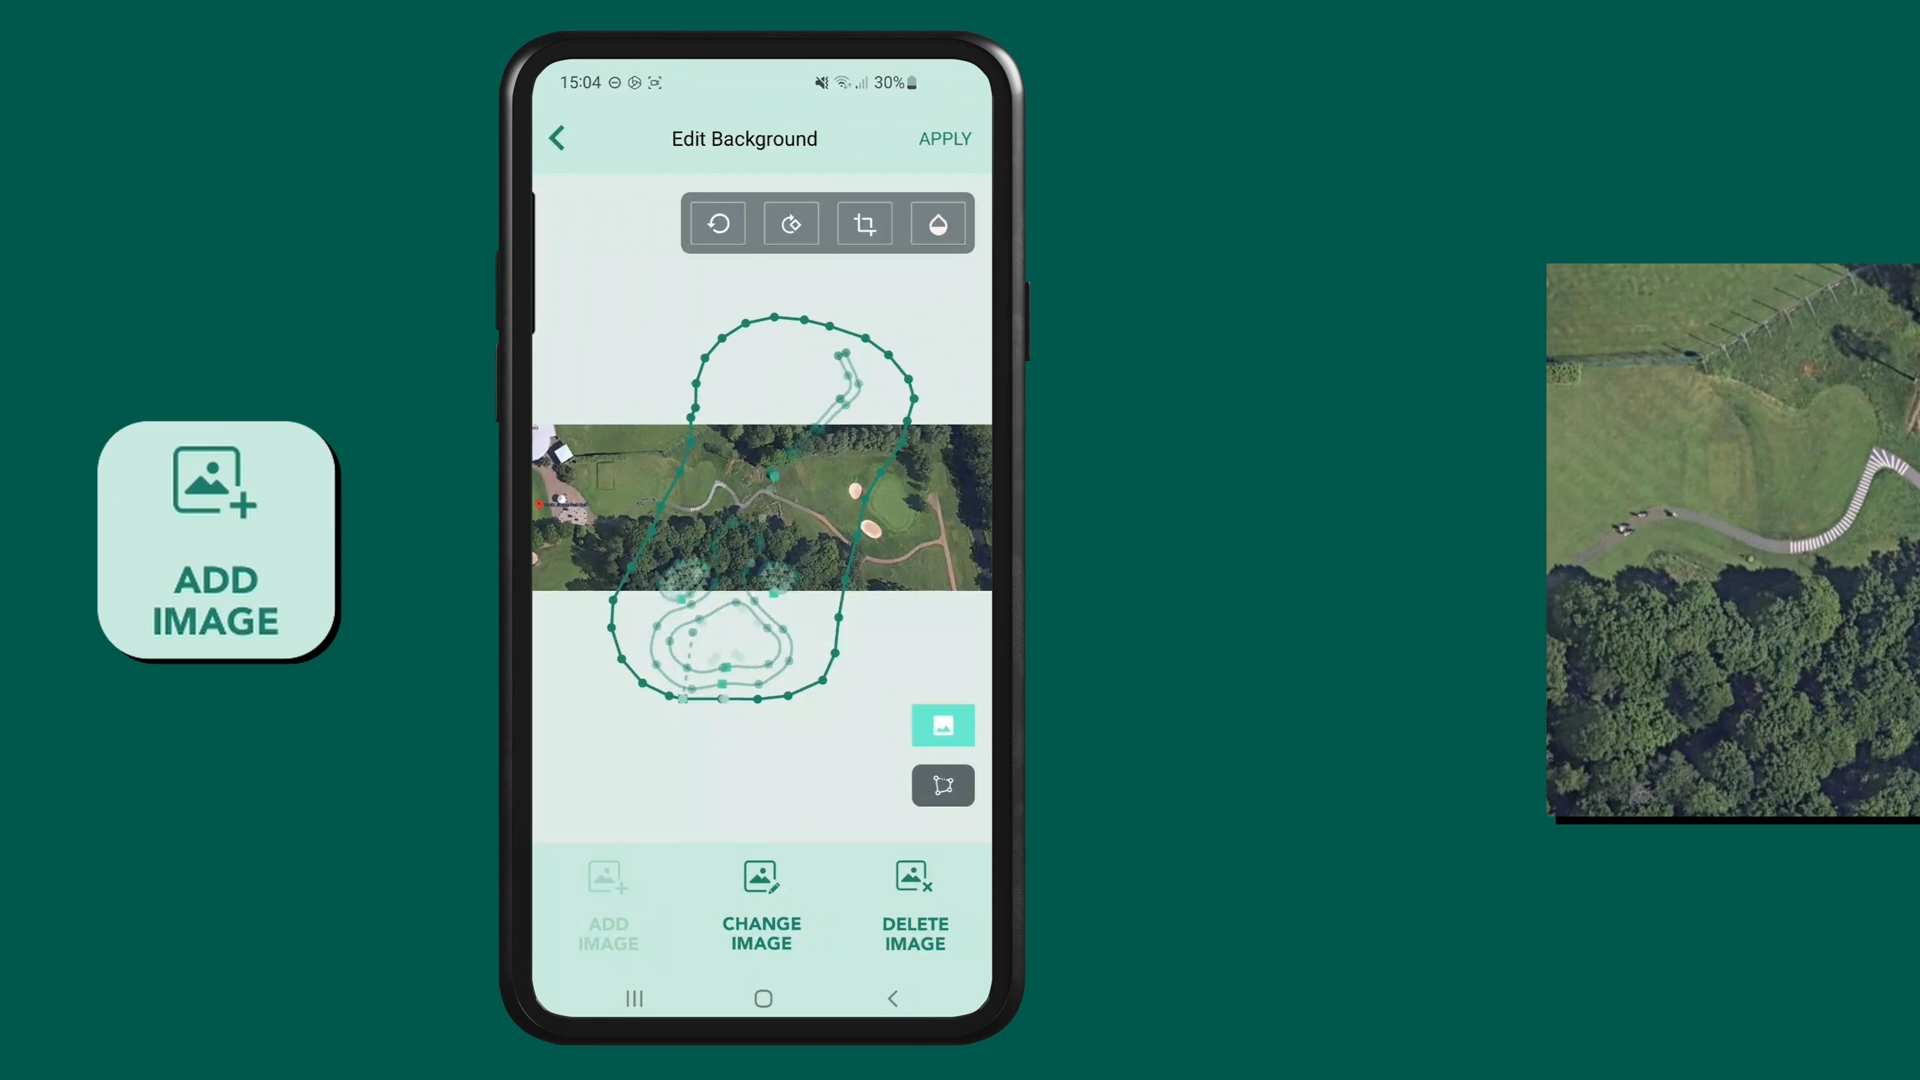 15:04
30%
Edit Background
APPLY
ADD
IMAGE
ADD
IMAGE
CHANGE
IMAGE
DELETE
IMAGE